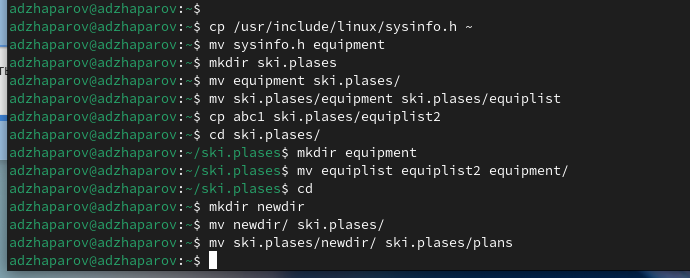 adzhaparov@adzhaparov:~$
adzhaparov@adzhaparov:~$ cp /usr/include/linux/sysinfo.h ~
adzhaparov@adzhaparov:~$ mv sysinfo.h equipment
adzhaparov@adzhaparov:~$ mkdir ski.plases
adzhaparov@adzhaparov:~$ mv equipment ski.plases/
adzhaparov@adzhaparov:~$ mv ski.plases/equipment ski.plases/equiplist
adzhaparov@adzhaparov:~$ cp abc1 ski.plases/equiplist2
adzhaparov@adzhaparov:~$ cd ski.plases/
adzhaparov@adzhaparov:~/ski.plases$ mkdir equipment
adzhaparov@adzhaparov:~/ski.plases$ mv equiplist equiplist2 equipment/
adzhaparov@adzhaparov:~/ski.plases$ cd
adzhaparov@adzhaparov:~$ mkdir newdir
adzhaparov@adzhaparov:~$ mv newdir/ ski.plases/
adzhaparov@adzhaparov:~$ mv ski.plases/newdir/ ski.plases/plans
adzhaparov@adzhaparov:~$